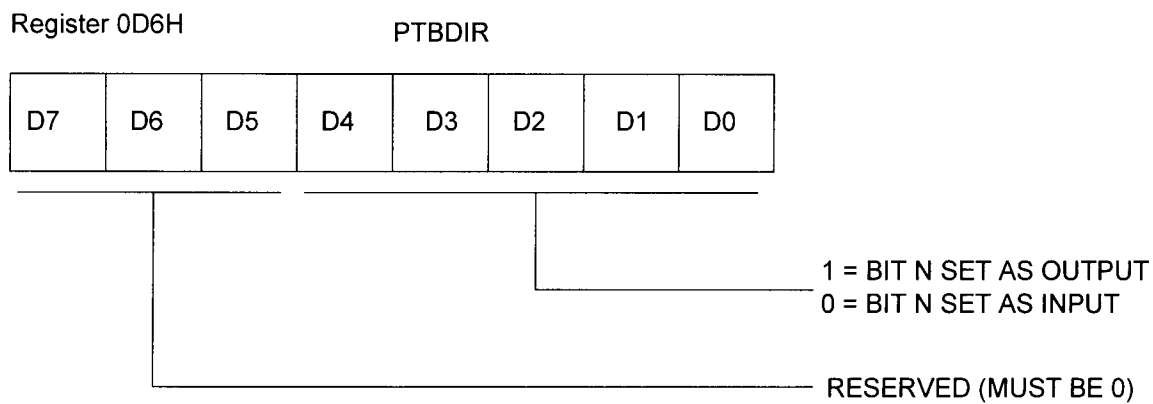 Register 0D6H
PTBDIR
D7 D6 D5 D4 D3 D2 D1 D0
1 = BIT N SET AS OUTPUT
0 = BIT N SET AS INPUT
RESERVED (MUST BE 0)